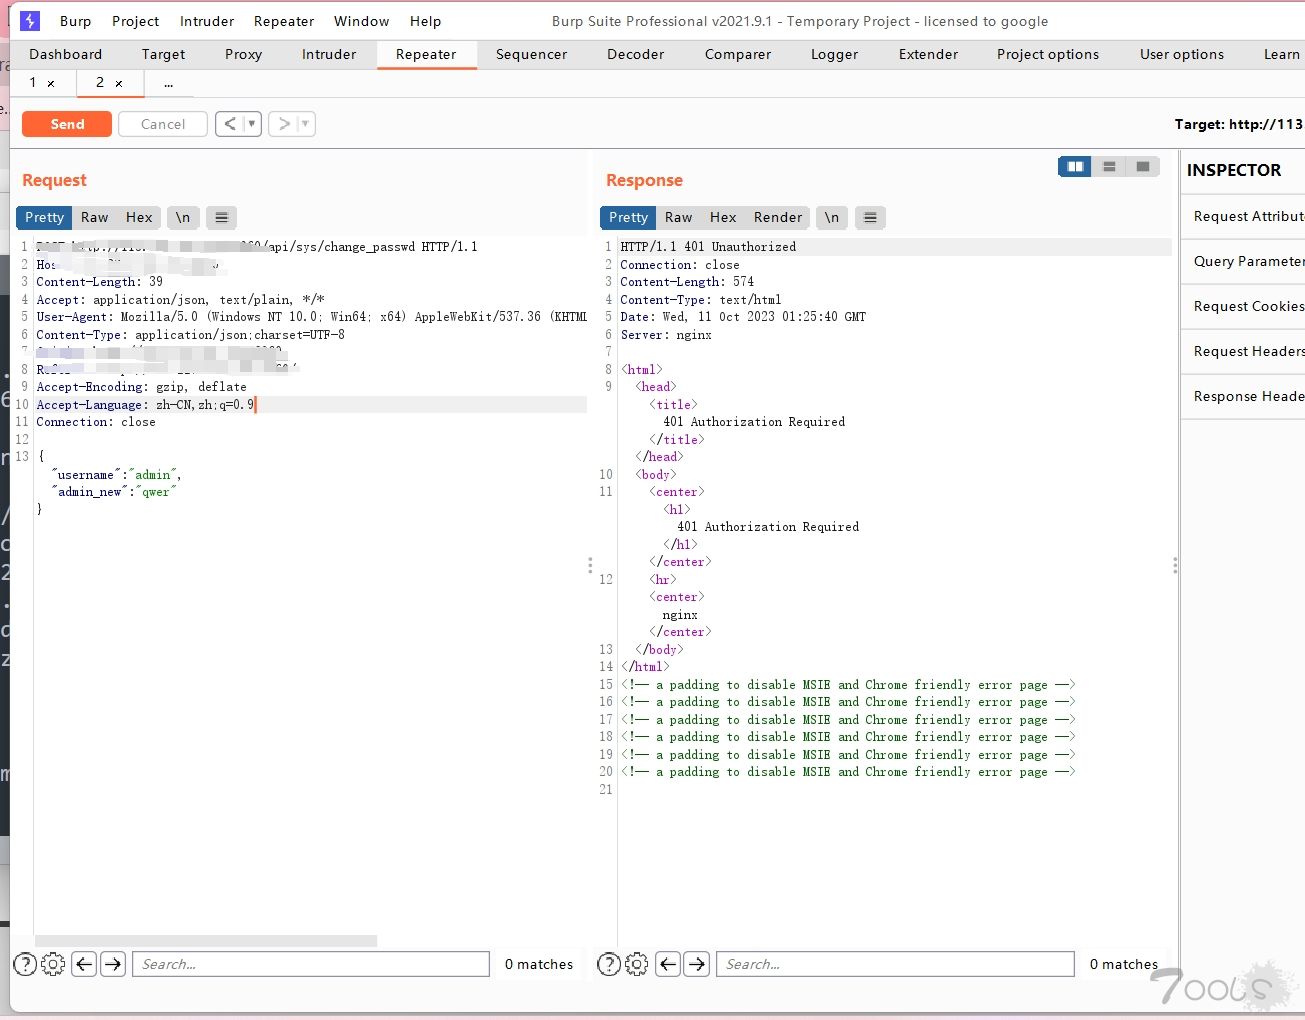 Burp Project Intruder Repeater Window Help Burp Suite Professional v2021.9.1 - Temporary Project - licensed to google
Dashboard Target Proxy Intruder Repeater Sequencer Decoder Comparer Logger Extender Project options User options Learn
1 × 2 × ...
Send Cancel < ▼ > ▼ Target: http://113
Request
Pretty Raw Hex \n
1 /api/sys/change_passwd HTTP/1.1
2
3 Content-Length: 39
4 Accept: application/json, text/plain, */*
5 User-Agent: Mozilla/5.0 (Windows NT 10.0; Win64; x64) AppleWebKit/537.36 (KHTML
6 Content-Type: application/json;charset=UTF-8
7
8
9 Accept-Encoding: gzip, deflate
10 Accept-Language: zh-CN,zh;q=0.9
11 Connection: close
12
13 {
"username":"admin",
"admin_new":"qwer"
}
Search... 0 matches
Response
Pretty Raw Hex Render \n
1 HTTP/1.1 401 Unauthorized
2 Connection: close
3 Content-Length: 574
4 Content-Type: text/html
5 Date: Wed, 11 Oct 2023 01:25:40 GMT
6 Server: nginx
7
8 <html>
9 <head>
<title>
401 Authorization Required
</title>
</head>
10 <body>
11 <center>
<h1>
401 Authorization Required
</h1>
</center>
12 <hr>
<center>
nginx
</center>
13 </body>
14 </html>
15 <!-- a padding to disable MSIE and Chrome friendly error page -->
16 <!-- a padding to disable MSIE and Chrome friendly error page -->
17 <!-- a padding to disable MSIE and Chrome friendly error page -->
18 <!-- a padding to disable MSIE and Chrome friendly error page -->
19 <!-- a padding to disable MSIE and Chrome friendly error page -->
20 <!-- a padding to disable MSIE and Chrome friendly error page -->
21
Search... 0 matches
INSPECTOR
Request Attribut
Query Parameter
Request Cookies
Request Headers
Response Heade
TOOLS